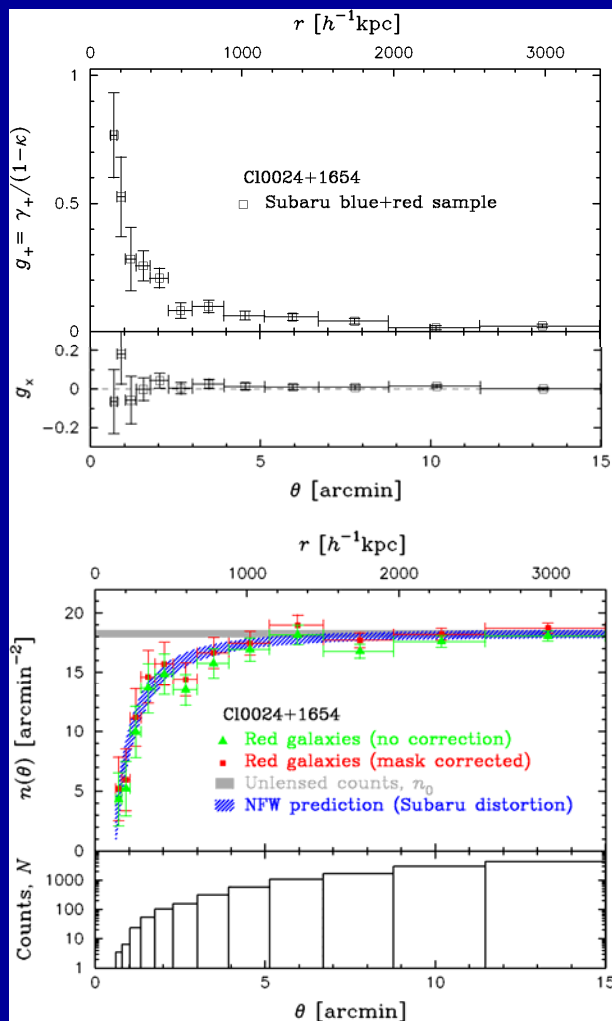 r [h⁻¹kpc]
0 1000 2000 3000
1
0.5
0
g₊ = γ₊/(1−κ)
Cl0024+1654
□ Subaru blue+red sample
0.2
0
−0.2
gₓ
0 5 10 15
θ [arcmin]
r [h⁻¹kpc]
0 1000 2000 3000
20
15
10
5
0
n(θ) [arcmin⁻²]
Cl0024+1654
Red galaxies (no correction)
Red galaxies (mask corrected)
Unlensed counts, n₀
NFW prediction (Subaru distortion)
1000
100
10
1
Counts, N
0 5 10 15
θ [arcmin]